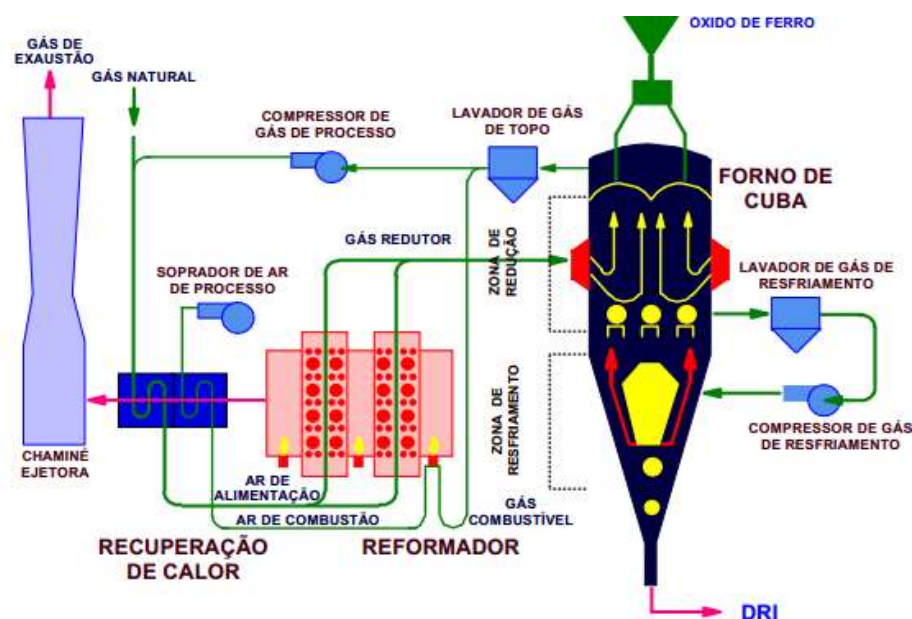 ÓXIDO DE FERRO
GÁS DE
EXAUSTÃO
GÁS NATURAL
COMPRESSOR DE
GÁS DE PROCESSO
LAVADOR DE GÁS
DE TOPO
FORNO DE
CUBA
GÁS REDUTOR
ZONA DE
REDUÇÃO
SOPRADOR DE AR
DE PROCESSO
LAVADOR DE GÁS DE
RESFRIAMENTO
ZONA DE
RESFRIAMENTO
COMPRESSOR DE GÁS
DE RESFRIAMENTO
CHAMINÉ
EJETORA
AR DE
ALIMENTAÇÃO
AR DE COMBUSTÃO
GÁS
COMBUSTÍVEL
RECUPERAÇÃO
DE CALOR
REFORMADOR
DRI